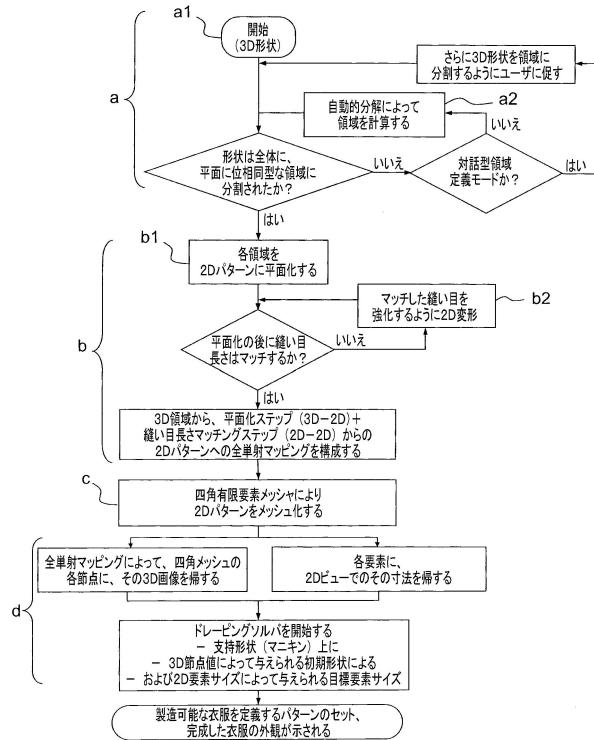 a1
開始
(3D形状)
さらに3D形状を領域に
分割するようにユーザに促す
a
自動的分解によって
領域を計算する
a2
いいえ
形状は全体に、
平面に位相同型な領域に
分割されたか?
いいえ
対話型領域
定義モードか?
はい
はい
b1
各領域を
2Dパターンに平面化する
マッチした縫い目を
強化するように2D変形
b2
b
平面化の後に縫い目
長さはマッチするか?
いいえ
はい
3D領域から、平面化ステップ(3D−2D)+
縫い目長さマッチングステップ(2D−2D)からの
2Dパターンへの全単射マッピングを構成する
c
四角有限要素メッシャにより
2Dパターンをメッシュ化する
d
全単射マッピングによって、四角メッシュの
各節点に、その3D画像を帰する
各要素に、
2Dビューでのその寸法を帰する
ドレーピングソルバを開始する
− 支持形状(マニキン)上に
− 3D節点値によって与えられる初期形状による
− および2D要素サイズによって与えられる目標要素サイズ
製造可能な衣服を定義するパターンのセット、
完成した衣服の外観が示される